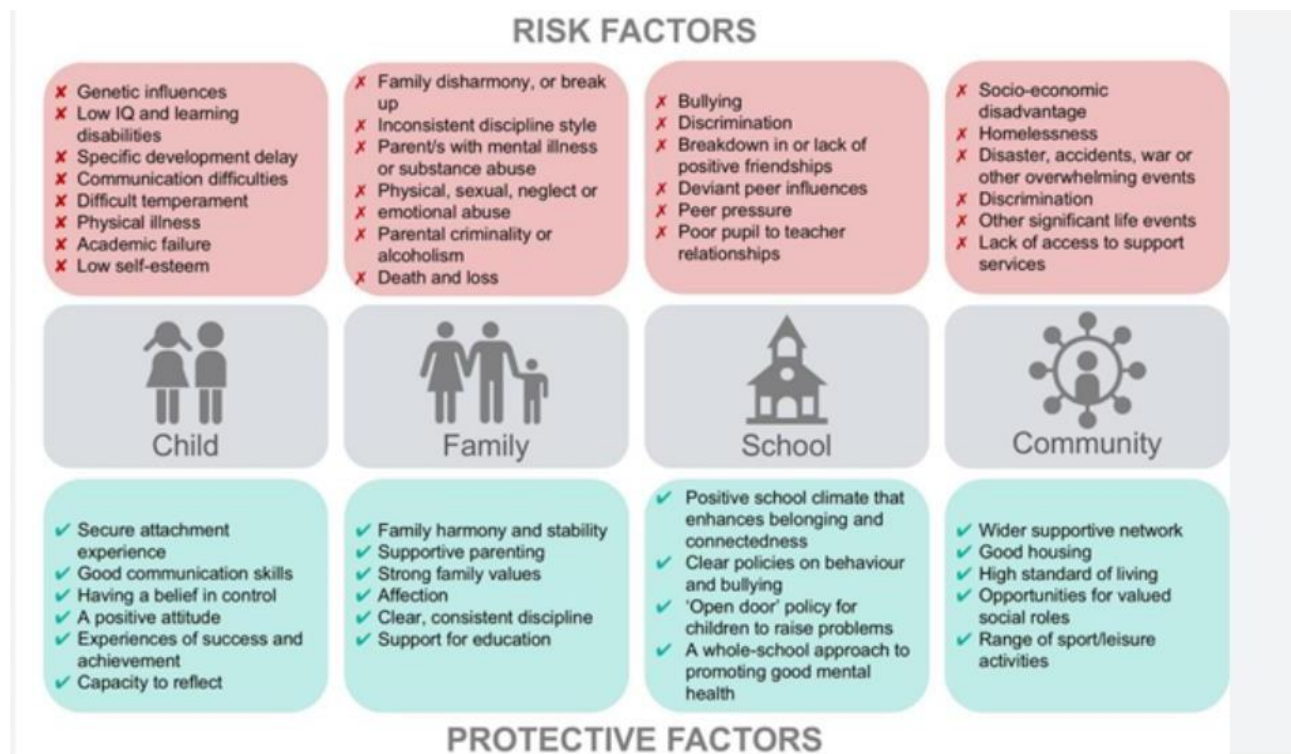 RISK FACTORS
✘ Genetic influences
✘ Low IQ and learning
disabilities
✘ Specific development delay
✘ Communication difficulties
✘ Difficult temperament
✘ Physical illness
✘ Academic failure
✘ Low self-esteem
✗ Family disharmony, or break
up
✗ Inconsistent discipline style
✗ Parent/s with mental illness
or substance abuse
✗ Physical, sexual, neglect or
✗ emotional abuse
✗ Parental criminality or
alcoholism
✗ Death and loss
✗ Bullying
✗ Discrimination
✗ Breakdown in or lack of
positive friendships
✗ Deviant peer influences
✗ Peer pressure
✗ Poor pupil to teacher
relationships
✗ Socio-economic
disadvantage
✗ Homelessness
✗ Disaster, accidents, war or
other overwhelming events
✗ Discrimination
✗ Other significant life events
✗ Lack of access to support
services
Child
Family
School
Community
✔ Secure attachment
experience
✔ Good communication skills
✔ Having a belief in control
✔ A positive attitude
✔ Experiences of success and
achievement
✔ Capacity to reflect
✔ Family harmony and stability
✔ Supportive parenting
✔ Strong family values
✔ Affection
✔ Clear, consistent discipline
✔ Support for education
✔ Positive school climate that
enhances belonging and
connectedness
✔ Clear policies on behaviour
and bullying
✔ 'Open door' policy for
children to raise problems
✔ A whole-school approach to
promoting good mental
health
✔ Wider supportive network
✔ Good housing
✔ High standard of living
✔ Opportunities for valued
social roles
✔ Range of sport/leisure
activities
PROTECTIVE FACTORS